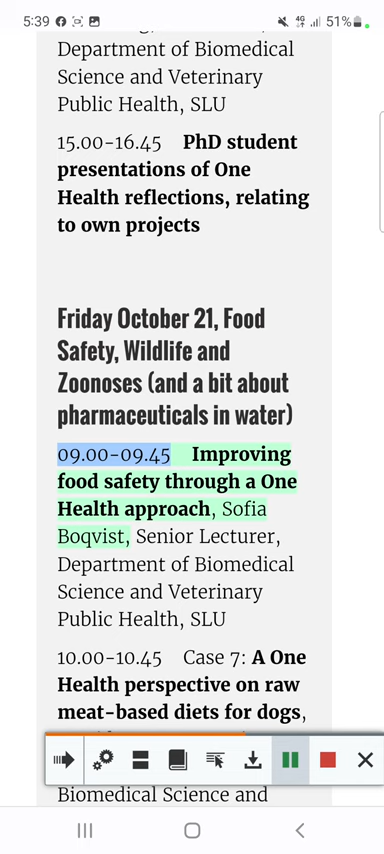 5:39
4G
51%
Department of Biomedical
Science and Veterinary
Public Health, SLU
15.00-16.45 PhD student
presentations of One
Health reflections, relating
to own projects
Friday October 21, Food
Safety, Wildlife and
Zoonoses (and a bit about
pharmaceuticals in water)
09.00-09.45 Improving
food safety through a One
Health approach, Sofia
Boqvist, Senior Lecturer,
Department of Biomedical
Science and Veterinary
Public Health, SLU
10.00-10.45 Case 7: A One
Health perspective on raw
meat-based diets for dogs,
Biomedical Science and